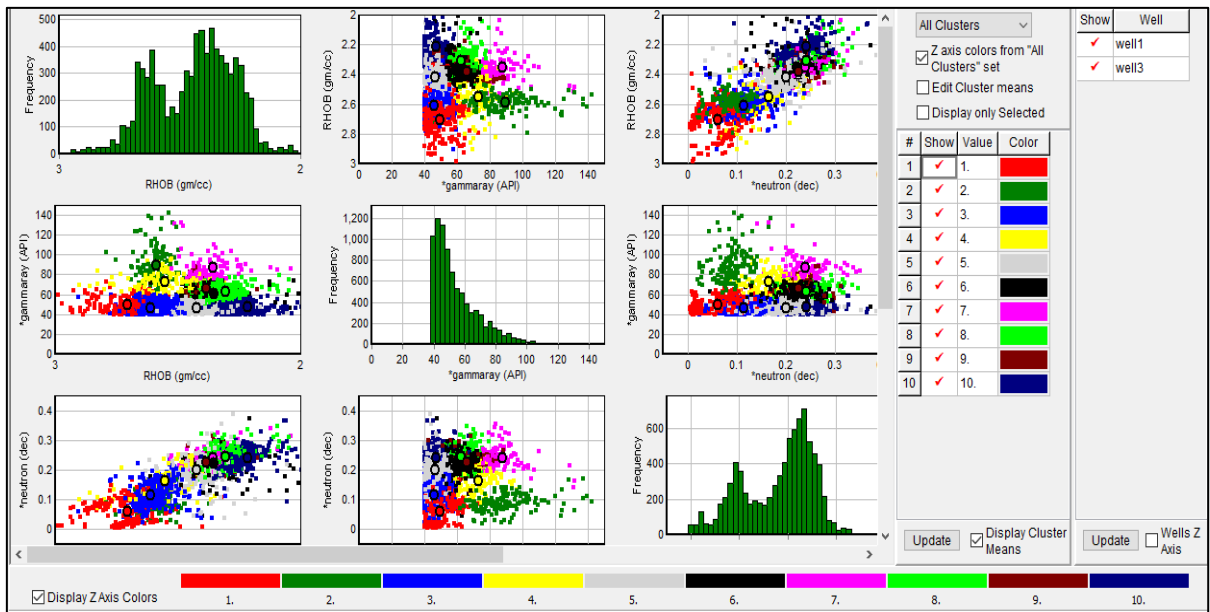 500
400
300
200
100
0
3
2
RHOB (gm/cc)
Frequency
2
2.2
2.4
2.6
2.8
3
0 20 40 60 80 100 120 140
*gammaray (API)
RHOB (gm/cc)
2
2.2
2.4
2.6
2.8
3
0 0.1 0.2 0.3
*neutron (dec)
RHOB (gm/cc)
140
120
100
80
60
40
20
0
3
2
RHOB (gm/cc)
*gammaray (API)
1,200
1,000
800
600
400
200
0
0 20 40 60 80 100 120 140
*gammaray (API)
Frequency
140
120
100
80
60
40
20
0
0 0.1 0.2 0.3
*neutron (dec)
*gammaray (API)
0.4
0.3
0.2
0.1
0
*neutron (dec)
0.4
0.3
0.2
0.1
0
*neutron (dec)
600
400
200
0
Frequency
All Clusters
Z axis colors from "All
Clusters" set
Edit Cluster means
Display only Selected
# Show Value Color
1 1.
2 2.
3 3.
4 4.
5 5.
6 6.
7 7.
8 8.
9 9.
10 10.
Update Display Cluster
Means
Show Well
well1
well3
Update Wells Z
Axis
Display Z Axis Colors 1. 2. 3. 4. 5. 6. 7. 8. 9. 10.